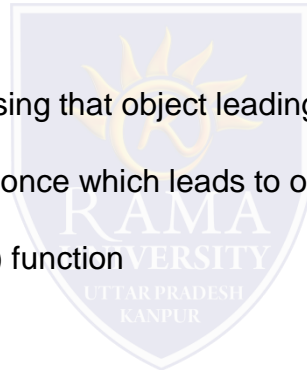 sing that object leading
once which leads to o
) function
RAMA
UNIVERSITY
UTTAR PRADESH
KANPUR